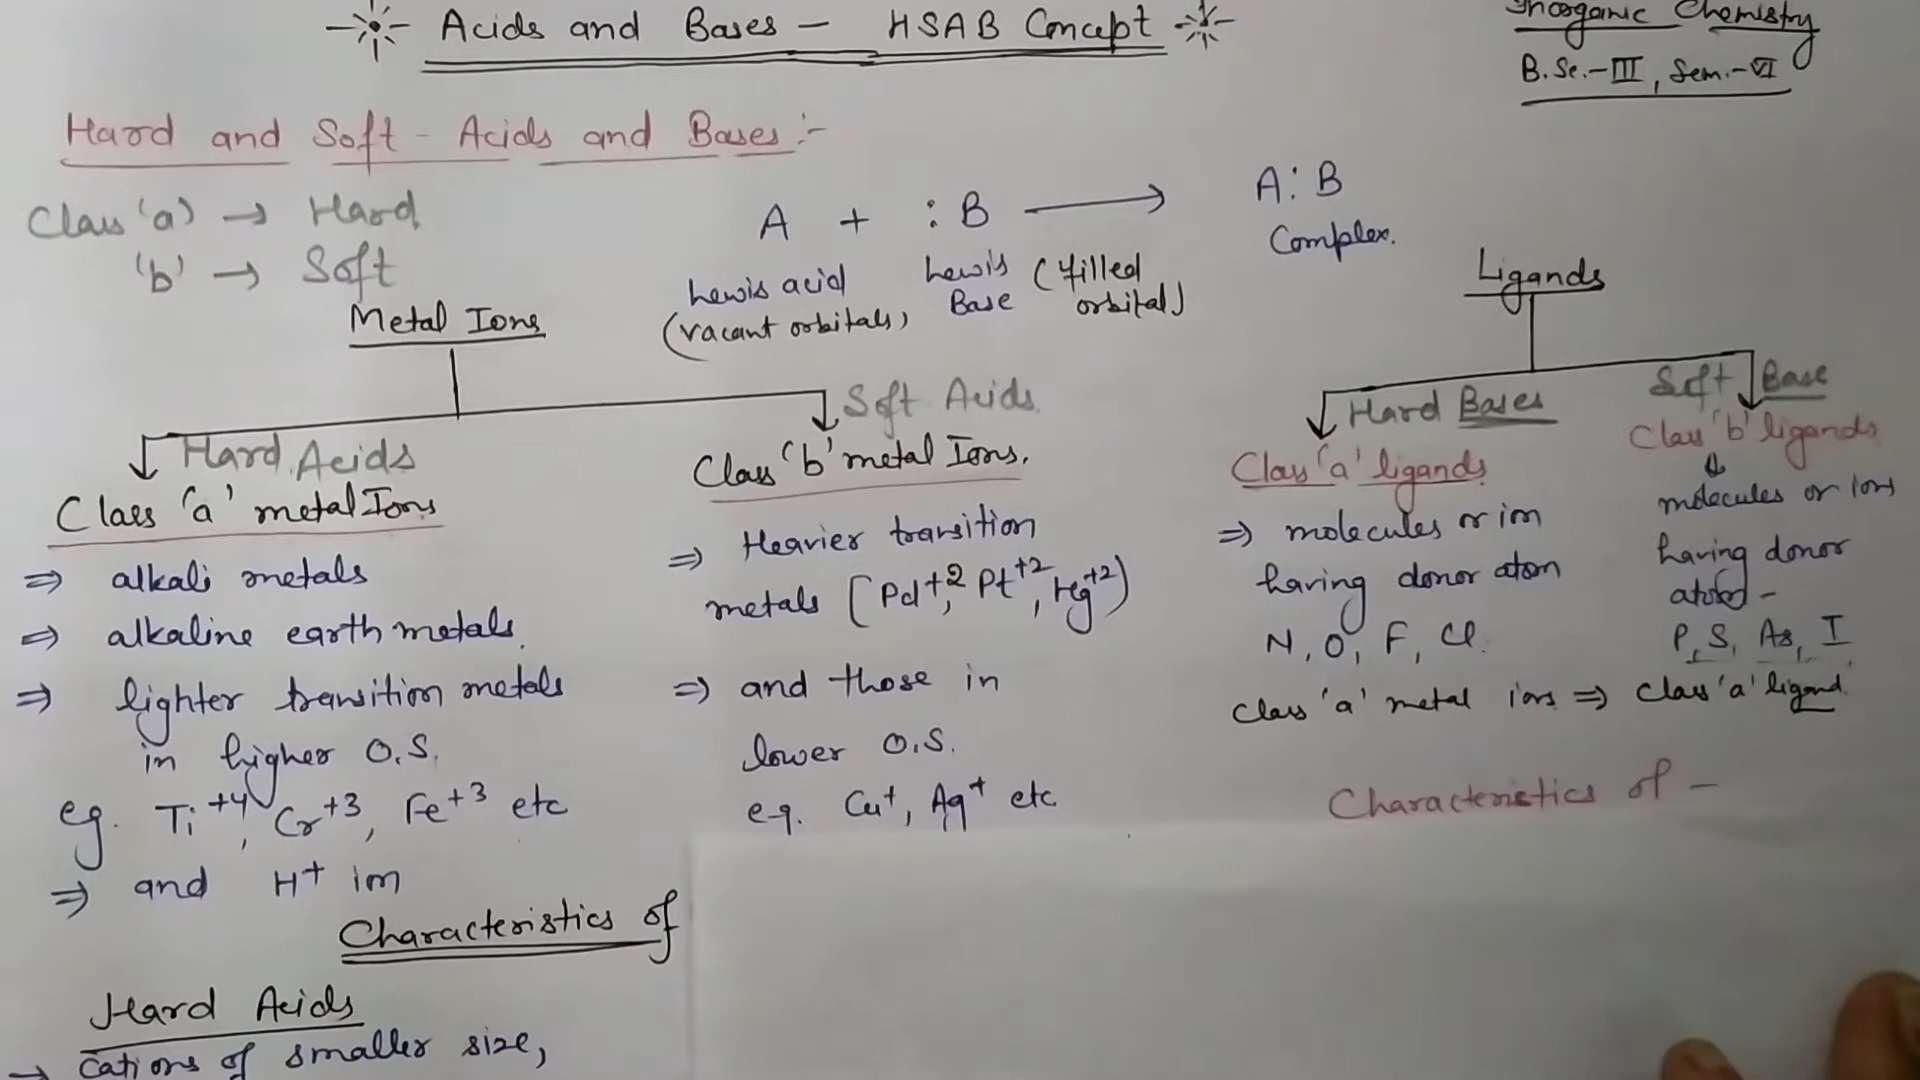 Acids and Bases - HSAB Concept
Inorganic Chemistry
B.Sc.-III, Sem.-VI
Hard and Soft - Acids and Bases :-
Class 'a) → Hard
'b' → Soft
A + :B → A:B
Complex.
Lewis acid
(vacant orbitals)
Lewis Base
(filled orbital)
Metal Ions
Hard Acids
Class 'a' metal Ions
⇒ alkali metals
⇒ alkaline earth metals.
⇒ lighter transition metals
in higher O.S.
eg. Ti+4, Cr+3, Fe+3 etc
⇒ and H+ ion
Soft Acids
Class 'b' metal Ions.
⇒ Heavier transition
metals (Pd+2, Pt+2, Hg+2)
⇒ and those in
lower O.S.
eg. Cu+, Ag+ etc
Ligands
Hard Bases
Class 'a' ligands
⇒ molecules or ion
having donor atom
N, O, F, Cl.
Soft Base
Class 'b' ligands
molecules or ions
having donor
P, S, As, I
Class 'a' metal ions ⇒ Class 'a' ligand.
Characteristics of -
Characteristics of
Hard Acids
→ cations of smaller size,